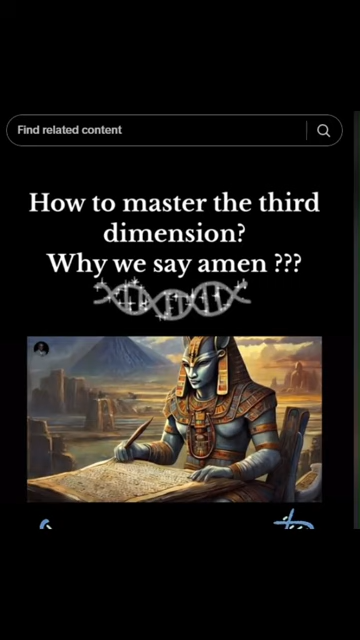 Find related content
How to master the third
dimension?
Why we say amen ???